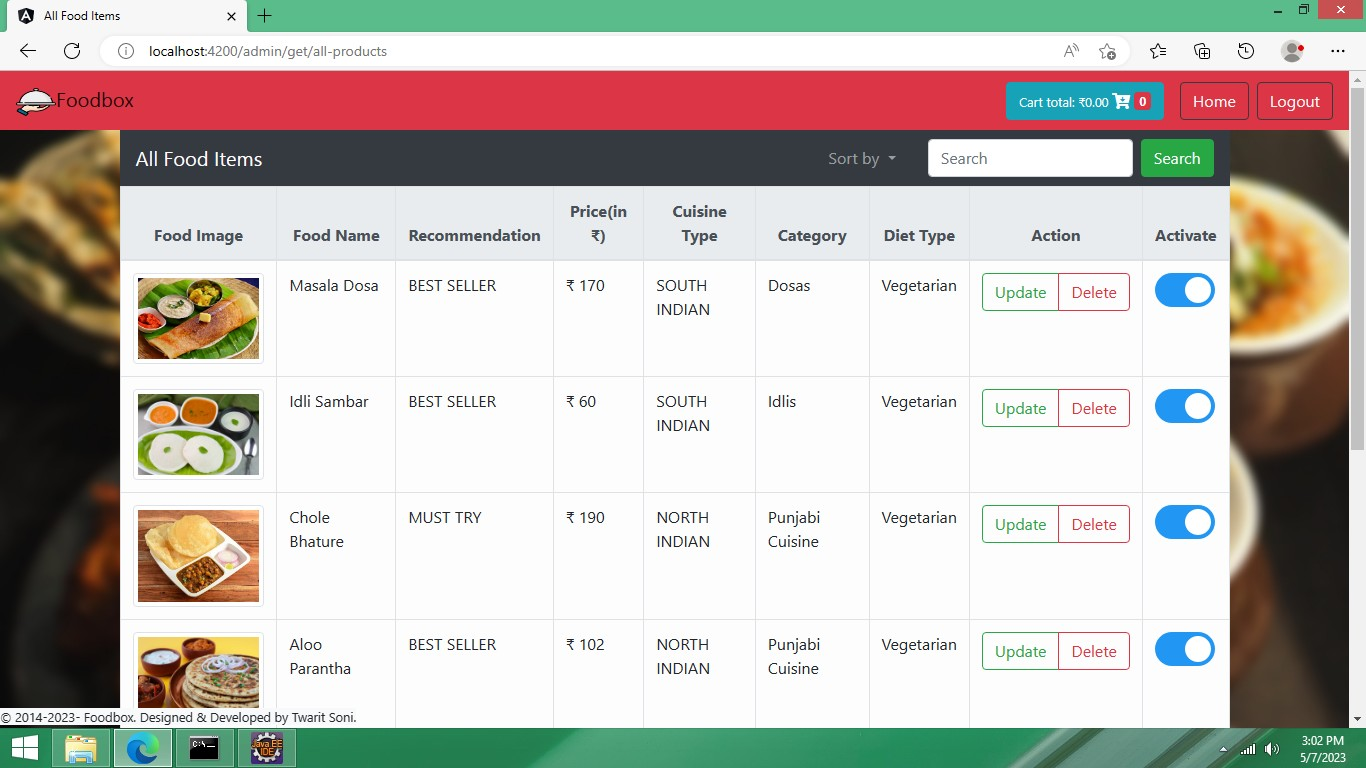 All Food Items
localhost:4200/admin/get/all-products
Foodbox
Cart total: ₹0.00 0
Home
Logout
All Food Items
Sort by
Search
Search
Food Image
Food Name
Recommendation
Price(in
₹)
Cuisine
Type
Category
Diet Type
Action
Activate
Masala Dosa
BEST SELLER
₹ 170
SOUTH
INDIAN
Dosas
Vegetarian
Update
Delete
Idli Sambar
BEST SELLER
₹ 60
SOUTH
INDIAN
Idlis
Vegetarian
Update
Delete
Chole
Bhature
MUST TRY
₹ 190
NORTH
INDIAN
Punjabi
Cuisine
Vegetarian
Update
Delete
Aloo
Parantha
BEST SELLER
₹ 102
NORTH
INDIAN
Punjabi
Cuisine
Vegetarian
Update
Delete
© 2014-2023- Foodbox. Designed & Developed by Twarit Soni.
C:\
Java EE
IDE
3:02 PM
5/7/2023